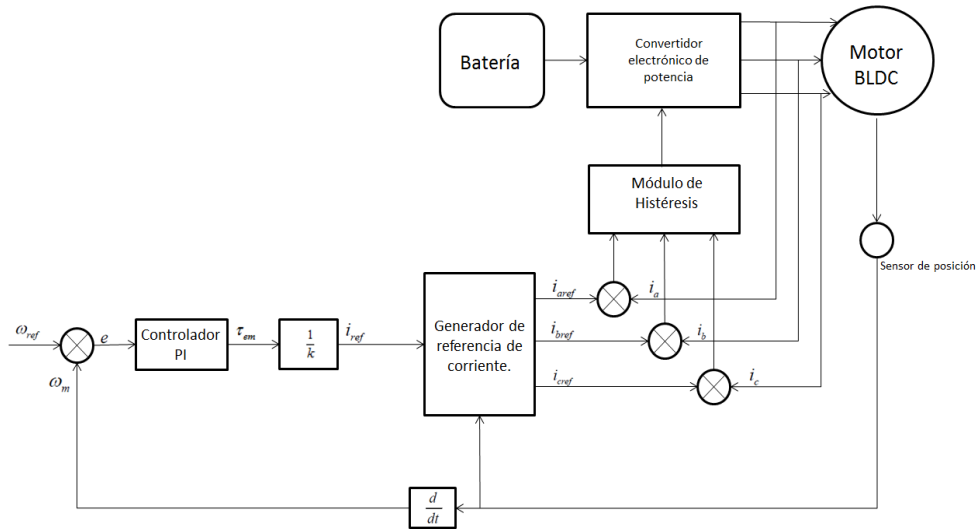 Batería
Convertidor
electrónico de
potencia
Motor
BLDC
Módulo de
Histéresis
Sensor de posición
ω_ref
e
ω_m
Controlador
PI
τ_em
1
k
i_ref
Generador de
referencia de
corriente.
i_aref
i_a
i_bref
i_b
i_cref
i_c
d
dt